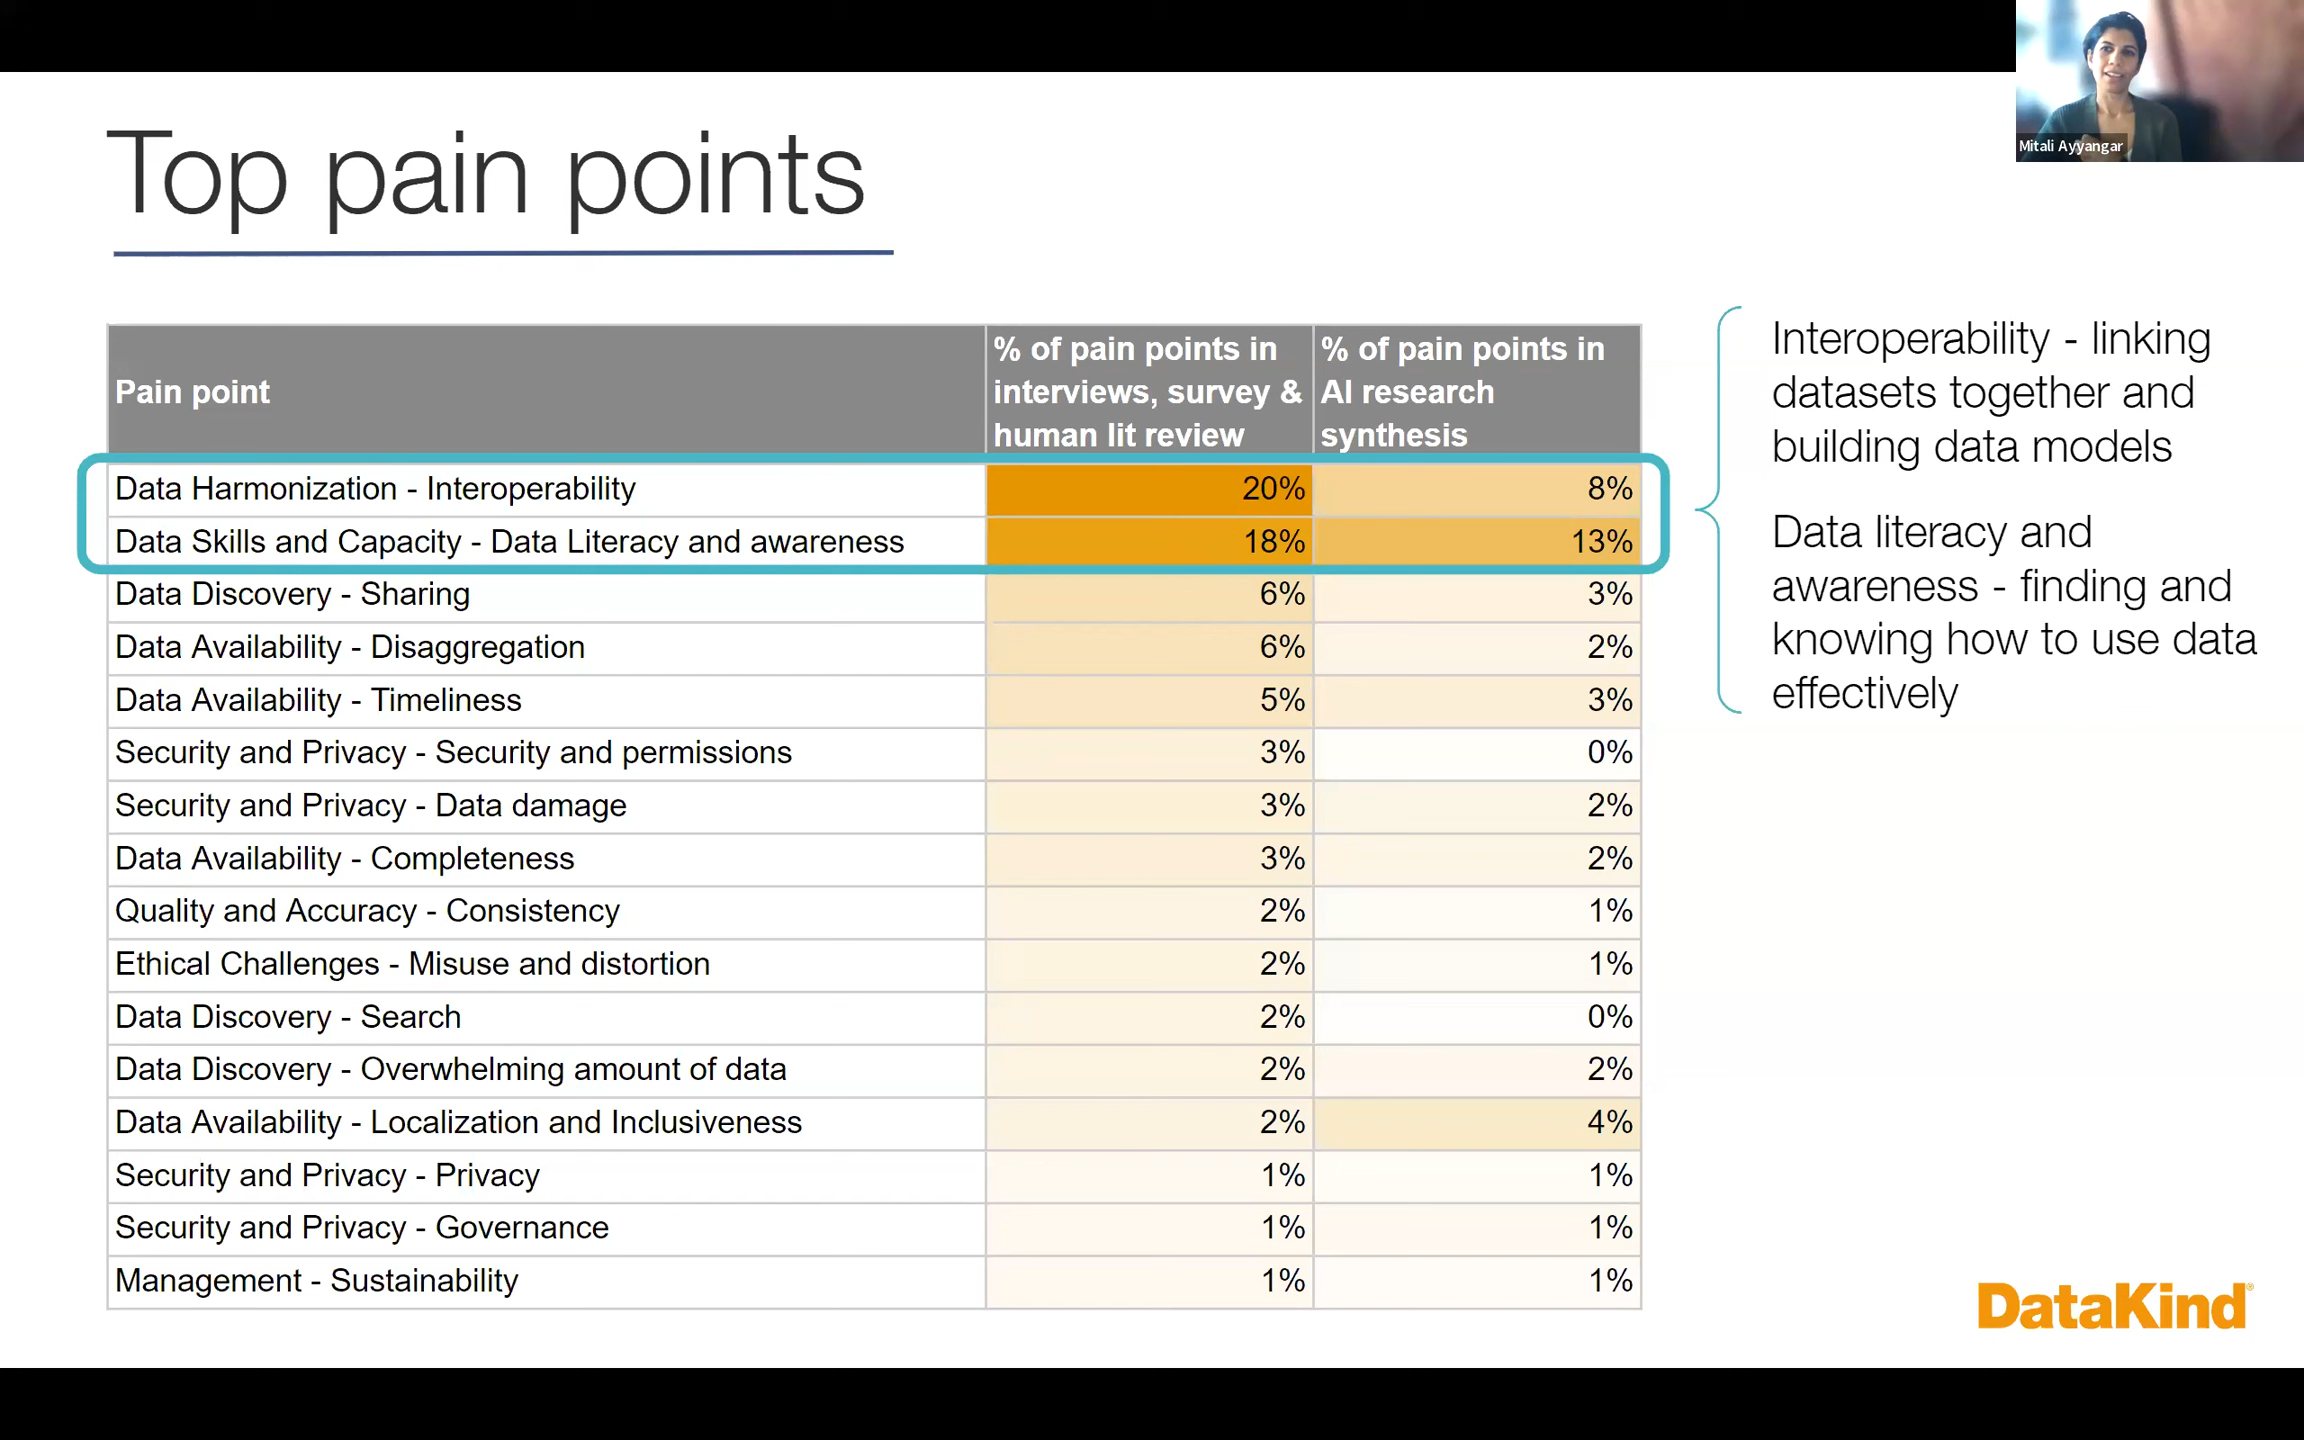 Mitali Ayyangar
Top pain points
Pain point
% of pain points in
interviews, survey &
human lit review
% of pain points in
AI research
synthesis
Data Harmonization - Interoperability 20% 8%
Data Skills and Capacity - Data Literacy and awareness 18% 13%
Data Discovery - Sharing 6% 3%
Data Availability - Disaggregation 6% 2%
Data Availability - Timeliness 5% 3%
Security and Privacy - Security and permissions 3% 0%
Security and Privacy - Data damage 3% 2%
Data Availability - Completeness 3% 2%
Quality and Accuracy - Consistency 2% 1%
Ethical Challenges - Misuse and distortion 2% 1%
Data Discovery - Search 2% 0%
Data Discovery - Overwhelming amount of data 2% 2%
Data Availability - Localization and Inclusiveness 2% 4%
Security and Privacy - Privacy 1% 1%
Security and Privacy - Governance 1% 1%
Management - Sustainability 1% 1%
Interoperability - linking
datasets together and
building data models
Data literacy and
awareness - finding and
knowing how to use data
effectively
DataKind®